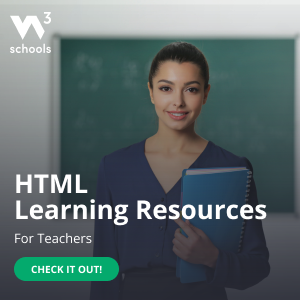 W3
schools
HTML
Learning Resources
For Teachers
CHECK IT OUT!